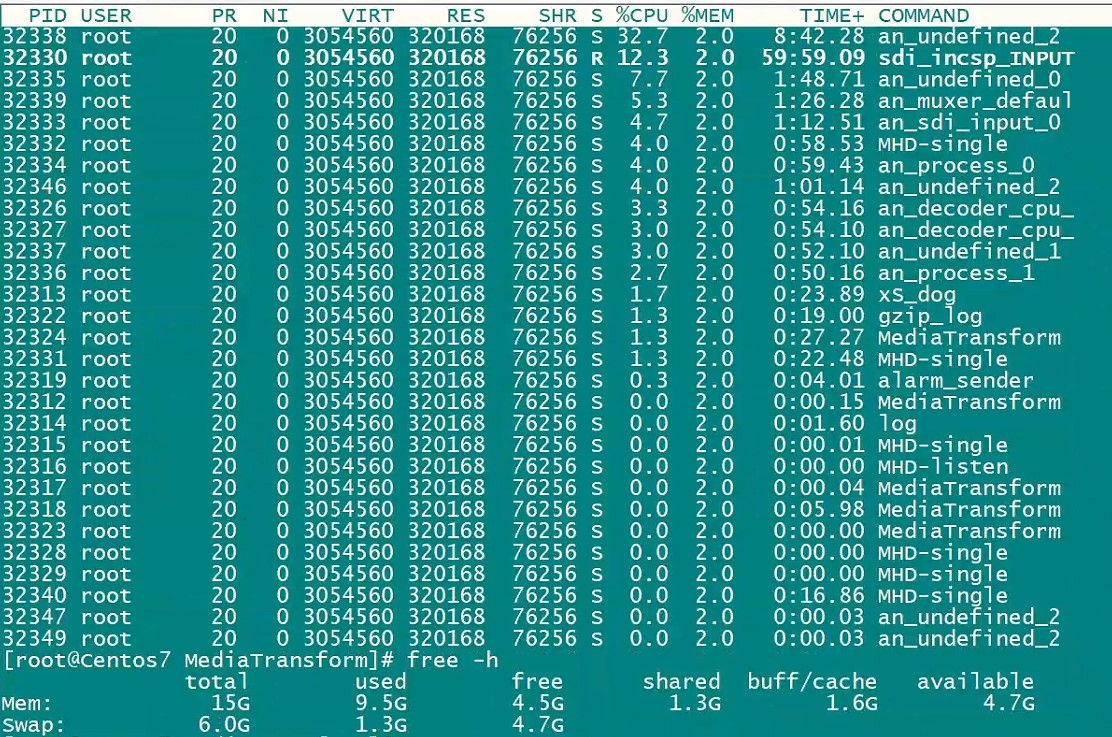 PID USER PR NI VIRT RES SHR S %CPU %MEM TIME+ COMMAND
32338 root 20 0 3054560 320168 76256 S 32.7 2.0 8:42.28 an_undefined_2
32330 root 20 0 3054560 320168 76256 R 12.3 2.0 59:59.09 sdi_incsp_INPUT
32335 root 20 0 3054560 320168 76256 S 7.7 2.0 1:48.71 an_undefined_0
32339 root 20 0 3054560 320168 76256 S 5.3 2.0 1:26.28 an_muxer_defaul
32333 root 20 0 3054560 320168 76256 S 4.7 2.0 1:12.51 an_sdi_input_0
32332 root 20 0 3054560 320168 76256 S 4.0 2.0 0:58.53 MHD-single
32334 root 20 0 3054560 320168 76256 S 4.0 2.0 0:59.43 an_process_0
32346 root 20 0 3054560 320168 76256 S 4.0 2.0 1:01.14 an_undefined_2
32326 root 20 0 3054560 320168 76256 S 3.3 2.0 0:54.16 an_decoder_cpu_
32327 root 20 0 3054560 320168 76256 S 3.0 2.0 0:54.10 an_decoder_cpu_
32337 root 20 0 3054560 320168 76256 S 3.0 2.0 0:52.10 an_undefined_1
32336 root 20 0 3054560 320168 76256 S 2.7 2.0 0:50.16 an_process_1
32313 root 20 0 3054560 320168 76256 S 1.7 2.0 0:23.89 xS_dog
32322 root 20 0 3054560 320168 76256 S 1.3 2.0 0:19.00 gzip_log
32324 root 20 0 3054560 320168 76256 S 1.3 2.0 0:27.27 MediaTransform
32331 root 20 0 3054560 320168 76256 S 1.3 2.0 0:22.48 MHD-single
32319 root 20 0 3054560 320168 76256 S 0.3 2.0 0:04.01 alarm_sender
32312 root 20 0 3054560 320168 76256 S 0.0 2.0 0:00.15 MediaTransform
32314 root 20 0 3054560 320168 76256 S 0.0 2.0 0:01.60 log
32315 root 20 0 3054560 320168 76256 S 0.0 2.0 0:00.01 MHD-single
32316 root 20 0 3054560 320168 76256 S 0.0 2.0 0:00.00 MHD-listen
32317 root 20 0 3054560 320168 76256 S 0.0 2.0 0:00.04 MediaTransform
32318 root 20 0 3054560 320168 76256 S 0.0 2.0 0:05.98 MediaTransform
32323 root 20 0 3054560 320168 76256 S 0.0 2.0 0:00.00 MediaTransform
32328 root 20 0 3054560 320168 76256 S 0.0 2.0 0:00.00 MHD-single
32329 root 20 0 3054560 320168 76256 S 0.0 2.0 0:00.00 MHD-single
32340 root 20 0 3054560 320168 76256 S 0.0 2.0 0:16.86 MHD-single
32347 root 20 0 3054560 320168 76256 S 0.0 2.0 0:00.03 an_undefined_2
32349 root 20 0 3054560 320168 76256 S 0.0 2.0 0:00.03 an_undefined_2
[root@Centos7 MediaTransform]# free -h
total used free shared buff/cache available
Mem: 15G 9.5G 4.5G 1.3G 1.6G 4.7G
Swap: 6.0G 1.3G 4.7G